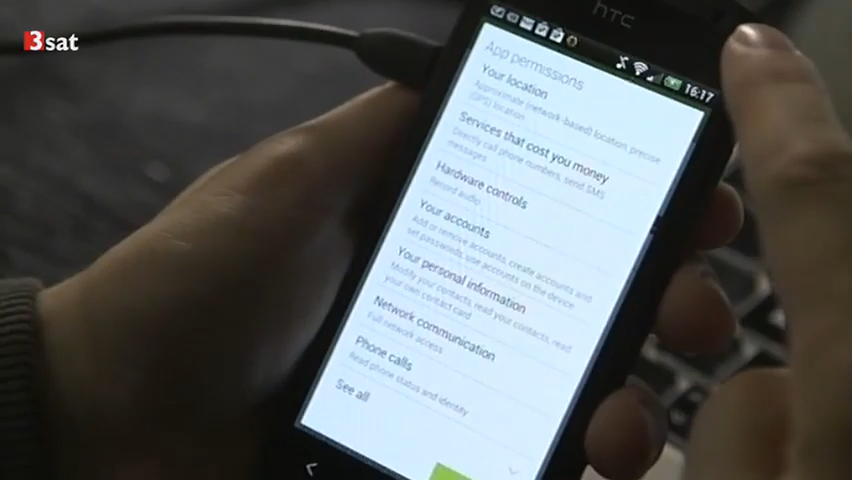 3sat
hTC
16:17
App permissions
Your location
Approximate (network-based) location, precise
(GPS) location
Services that cost you money
Directly call phone numbers, send SMS
messages
Hardware controls
Record audio
Your accounts
Add or remove accounts, create accounts and
set passwords, use accounts on the device
Your personal information
Modify your contacts, read your contacts, read
your own contact card
Network communication
Full network access
Phone calls
Read phone status and identity
See all